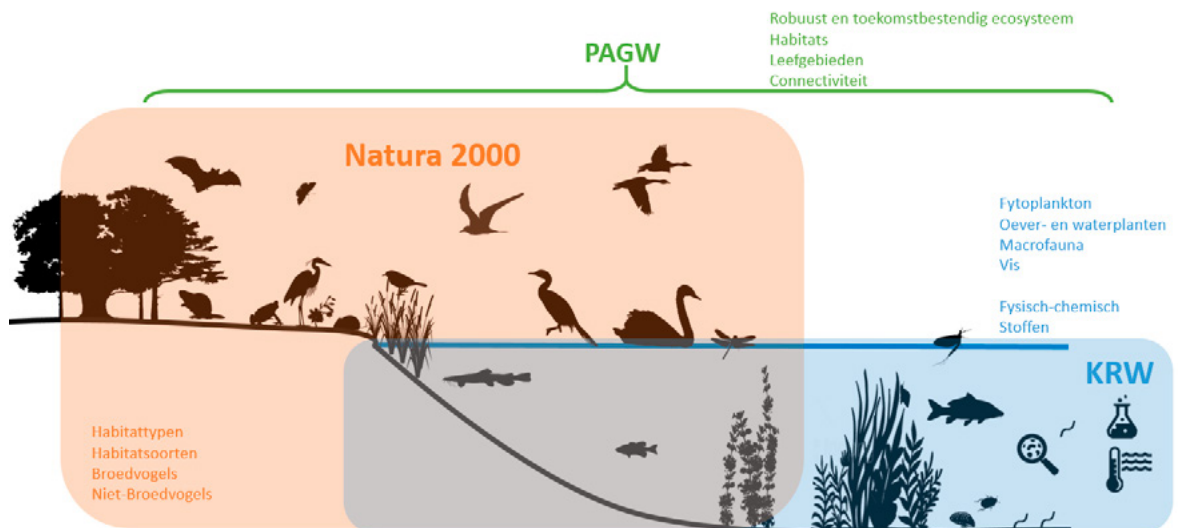 Robuust en toekomstbestendig ecosysteem
Habitats
Leefgebieden
Connectiviteit
PAGW
Natura 2000
Fytoplankton
Oever- en waterplanten
Macrofauna
Vis
Fysisch-chemisch
Stoffen
KRW
Habitattypen
Habitatsoorten
Broedvogels
Niet-Broedvogels